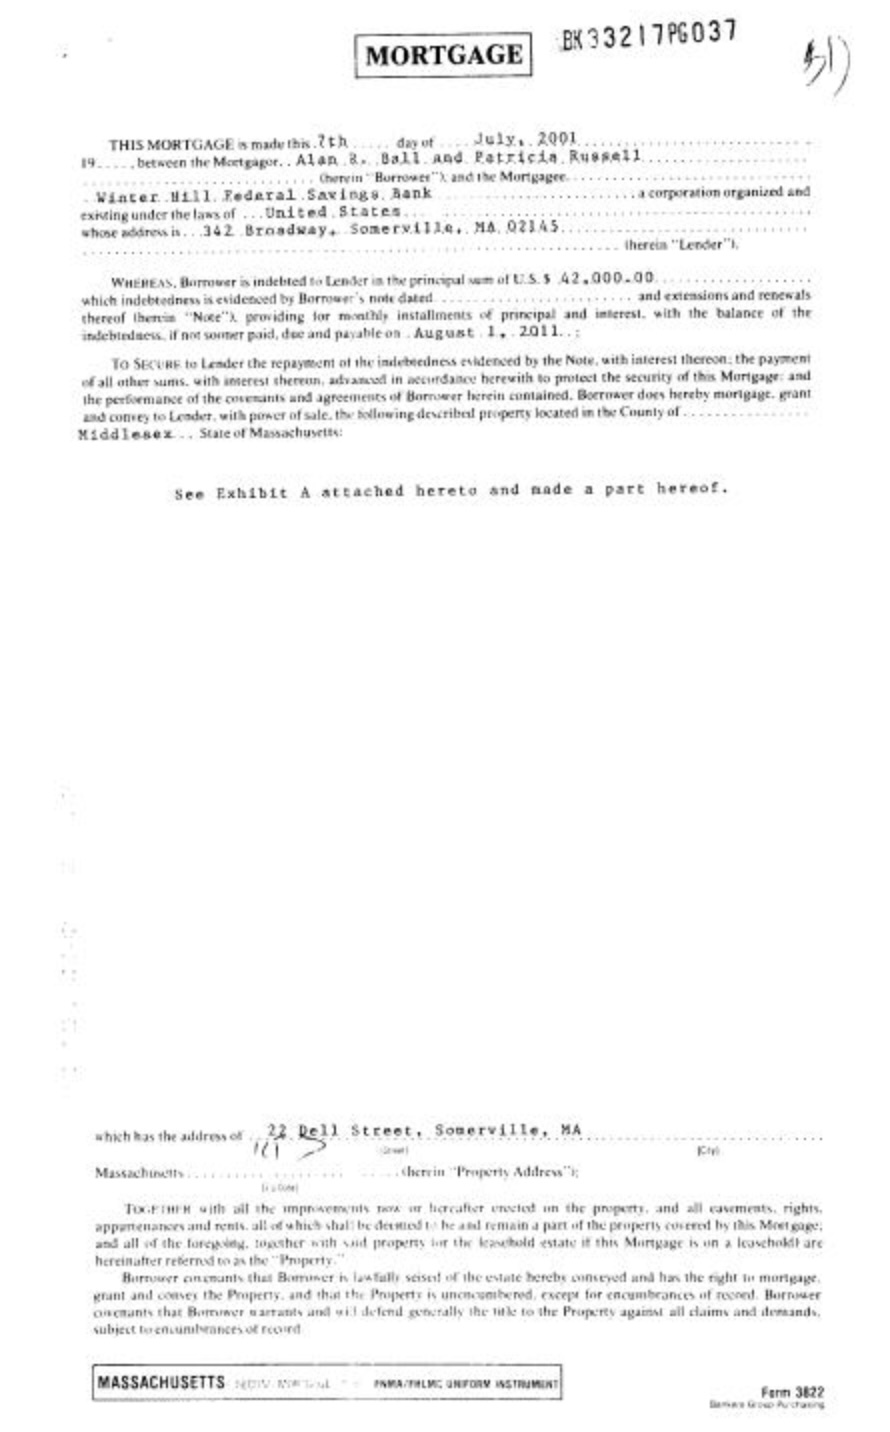 MORTGAGE
BK33217PG037
THIS MORTGAGE is made this 7th ..... day of .... July, 2001
19....., between the Mortgagor, . Alan R. Ball and Patricia Russell
(herein "Borrower"), and the Mortgagee
Winter Hill Federal Savings Bank a corporation organized and
existing under the laws of ... United States
whose address is ... 342 Broadway, Somerville, MA 02145
(herein "Lender").
WHEREAS, Borrower is indebted to Lender in the principal sum of U.S. $ 42,000.00
which indebtedness is evidenced by Borrower's note dated and extensions and renewals
thereof (herein "Note"), providing for monthly installments of principal and interest, with the balance of the
indebtedness, if not sooner paid, due and payable on . August 1, 2011 . . ;
TO SECURE to Lender the repayment of the indebtedness evidenced by the Note, with interest thereon; the payment
of all other sums, with interest thereon, advanced in accordance herewith to protect the security of this Mortgage; and
the performance of the covenants and agreements of Borrower herein contained, Borrower does hereby mortgage, grant
and convey to Lender, with power of sale, the following described property located in the County of
Middlesex ... State of Massachusetts:
See Exhibit A attached hereto and made a part hereof.
which has the address of 22 Dell Street, Somerville, MA
(Street) (City)
Massachusetts (herein "Property Address");
(Zip Code)
TOGETHER with all the improvements now or hereafter erected on the property, and all easements, rights,
appurtenances and rents, all of which shall be deemed to be and remain a part of the property covered by this Mortgage;
and all of the foregoing, together with said property (or the leasehold estate if this Mortgage is on a leasehold) are
hereinafter referred to as the "Property."
Borrower covenants that Borrower is lawfully seised of the estate hereby conveyed and has the right to mortgage,
grant and convey the Property, and that the Property is unencumbered, except for encumbrances of record. Borrower
covenants that Borrower warrants and will defend generally the title to the Property against all claims and demands,
subject to encumbrances of record.
MASSACHUSETTS FNMA/FHLMC UNIFORM INSTRUMENT
Form 3822
Bankers Group Purchasing